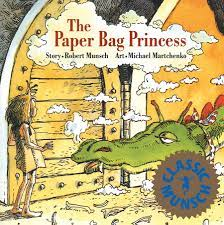 The
Paper Bag Princess
Story • Robert Munsch Art • Michael Martchenko
CLASSIC
MUNSCH